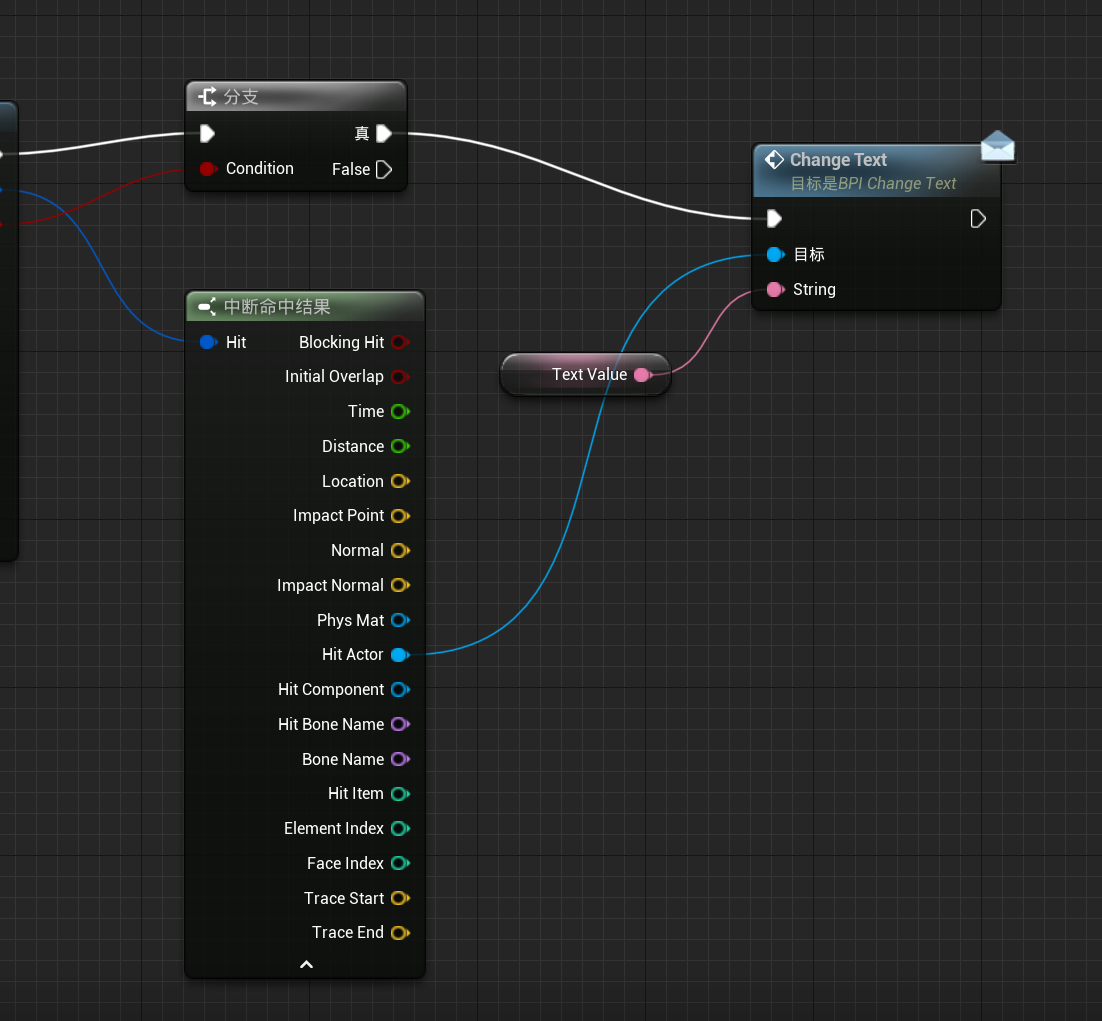 分支
真
Condition
False
Change Text
目标是BPI Change Text
目标
String
中断命中结果
Hit
Blocking Hit
Initial Overlap
Time
Distance
Location
Impact Point
Normal
Impact Normal
Phys Mat
Hit Actor
Hit Component
Hit Bone Name
Bone Name
Hit Item
Element Index
Face Index
Trace Start
Trace End
Text Value